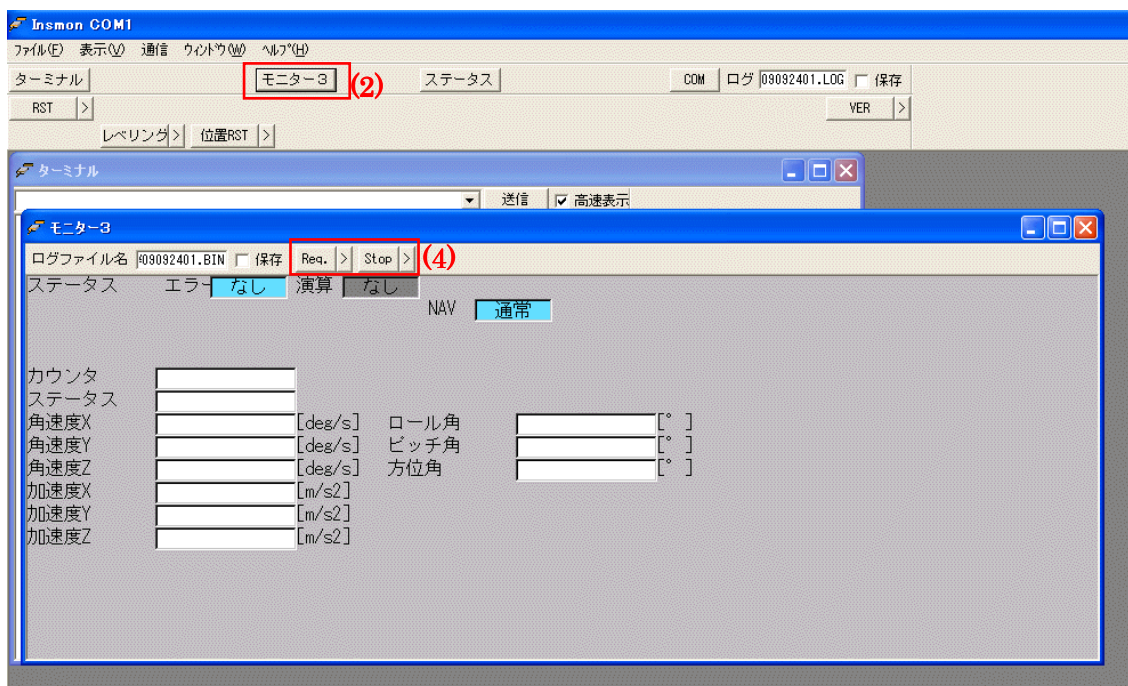 Insmon COM1
ファイル(F) 表示(V) 通信 ウィンドウ(W) ヘルプ(H)
ターミナル モニター3 (2) ステータス COM ログ 09092401.LOG 保存
RST > VER >
レベリング > 位置RST >
ターミナル
送信 高速表示
モニター3
ログファイル名 09092401.BIN 保存 Req. > Stop > (4)
ステータス エラー なし 演算 なし
NAV 通常
カウンタ
ステータス
角速度X [deg/s] ロール角 [° ]
角速度Y [deg/s] ピッチ角 [° ]
角速度Z [deg/s] 方位角 [° ]
加速度X [m/s2]
加速度Y [m/s2]
加速度Z [m/s2]